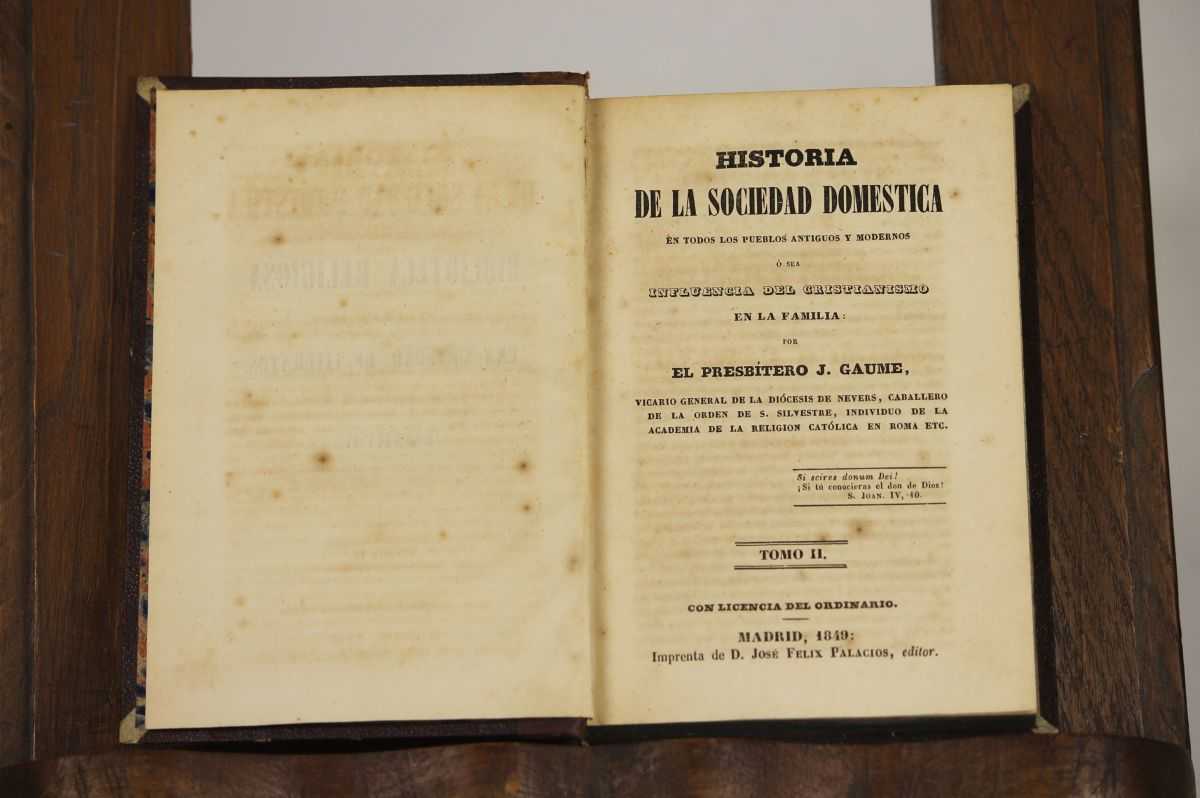 HISTORIA
DE LA SOCIEDAD DOMESTICA
EN TODOS LOS PUEBLOS ANTIGUOS Y MODERNOS
Ó SEA
INFLUENCIA DEL CRISTIANISMO
EN LA FAMILIA:
POR
EL PRESBÍTERO J. GAUME,
VICARIO GENERAL DE LA DIÓCESIS DE NEVERS, CABALLERO
DE LA ORDEN DE S. SILVESTRE, INDIVIDUO DE LA
ACADEMIA DE LA RELIGION CATÓLICA EN ROMA ETC.
Si scires donum Dei!
¡Si tú conocieras el don de Dios!
S. JOAN. IV, 10.
TOMO II.
CON LICENCIA DEL ORDINARIO.
MADRID, 1849:
Imprenta de D. JOSÉ FELIX PALACIOS, editor.